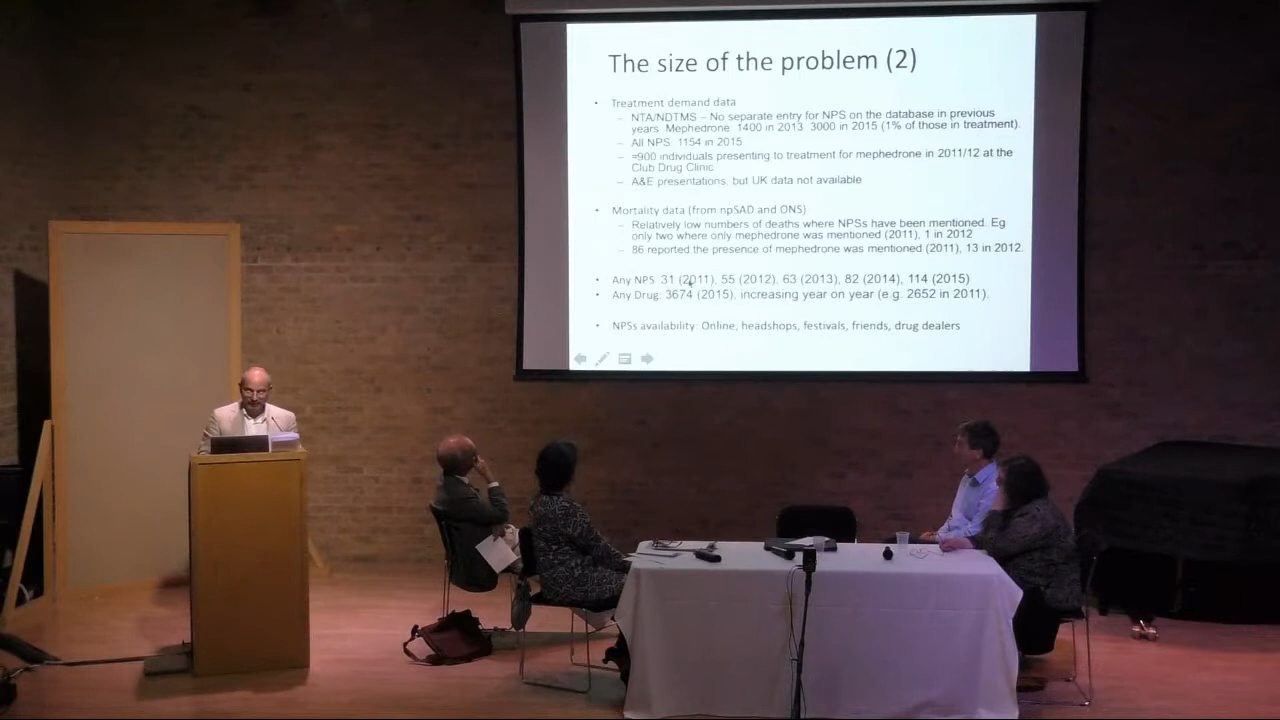 The size of the problem (2)
• Treatment demand data
– NTA/NDTMS – No separate entry for NPS on the database in previous
years. Mephedrone 1400 in 2013 3000 in 2015 (1% of those in treatment).
– All NPS 1154 in 2015
– ≈900 individuals presenting to treatment for mephedrone in 2011/12 at the
Club Drug Clinic
– A&E presentations, but UK data not available
• Mortality data (from npSAD and ONS)
– Relatively low numbers of deaths where NPSs have been mentioned. Eg
only two where only mephedrone was mentioned (2011), 1 in 2012
– 86 reported the presence of mephedrone was mentioned (2011), 13 in 2012.
• Any NPS: 31 (2011), 55 (2012), 63 (2013), 82 (2014), 114 (2015)
• Any Drug: 3674 (2015), increasing year on year (e.g. 2652 in 2011).
• NPSs availability: Online, headshops, festivals, friends, drug dealers